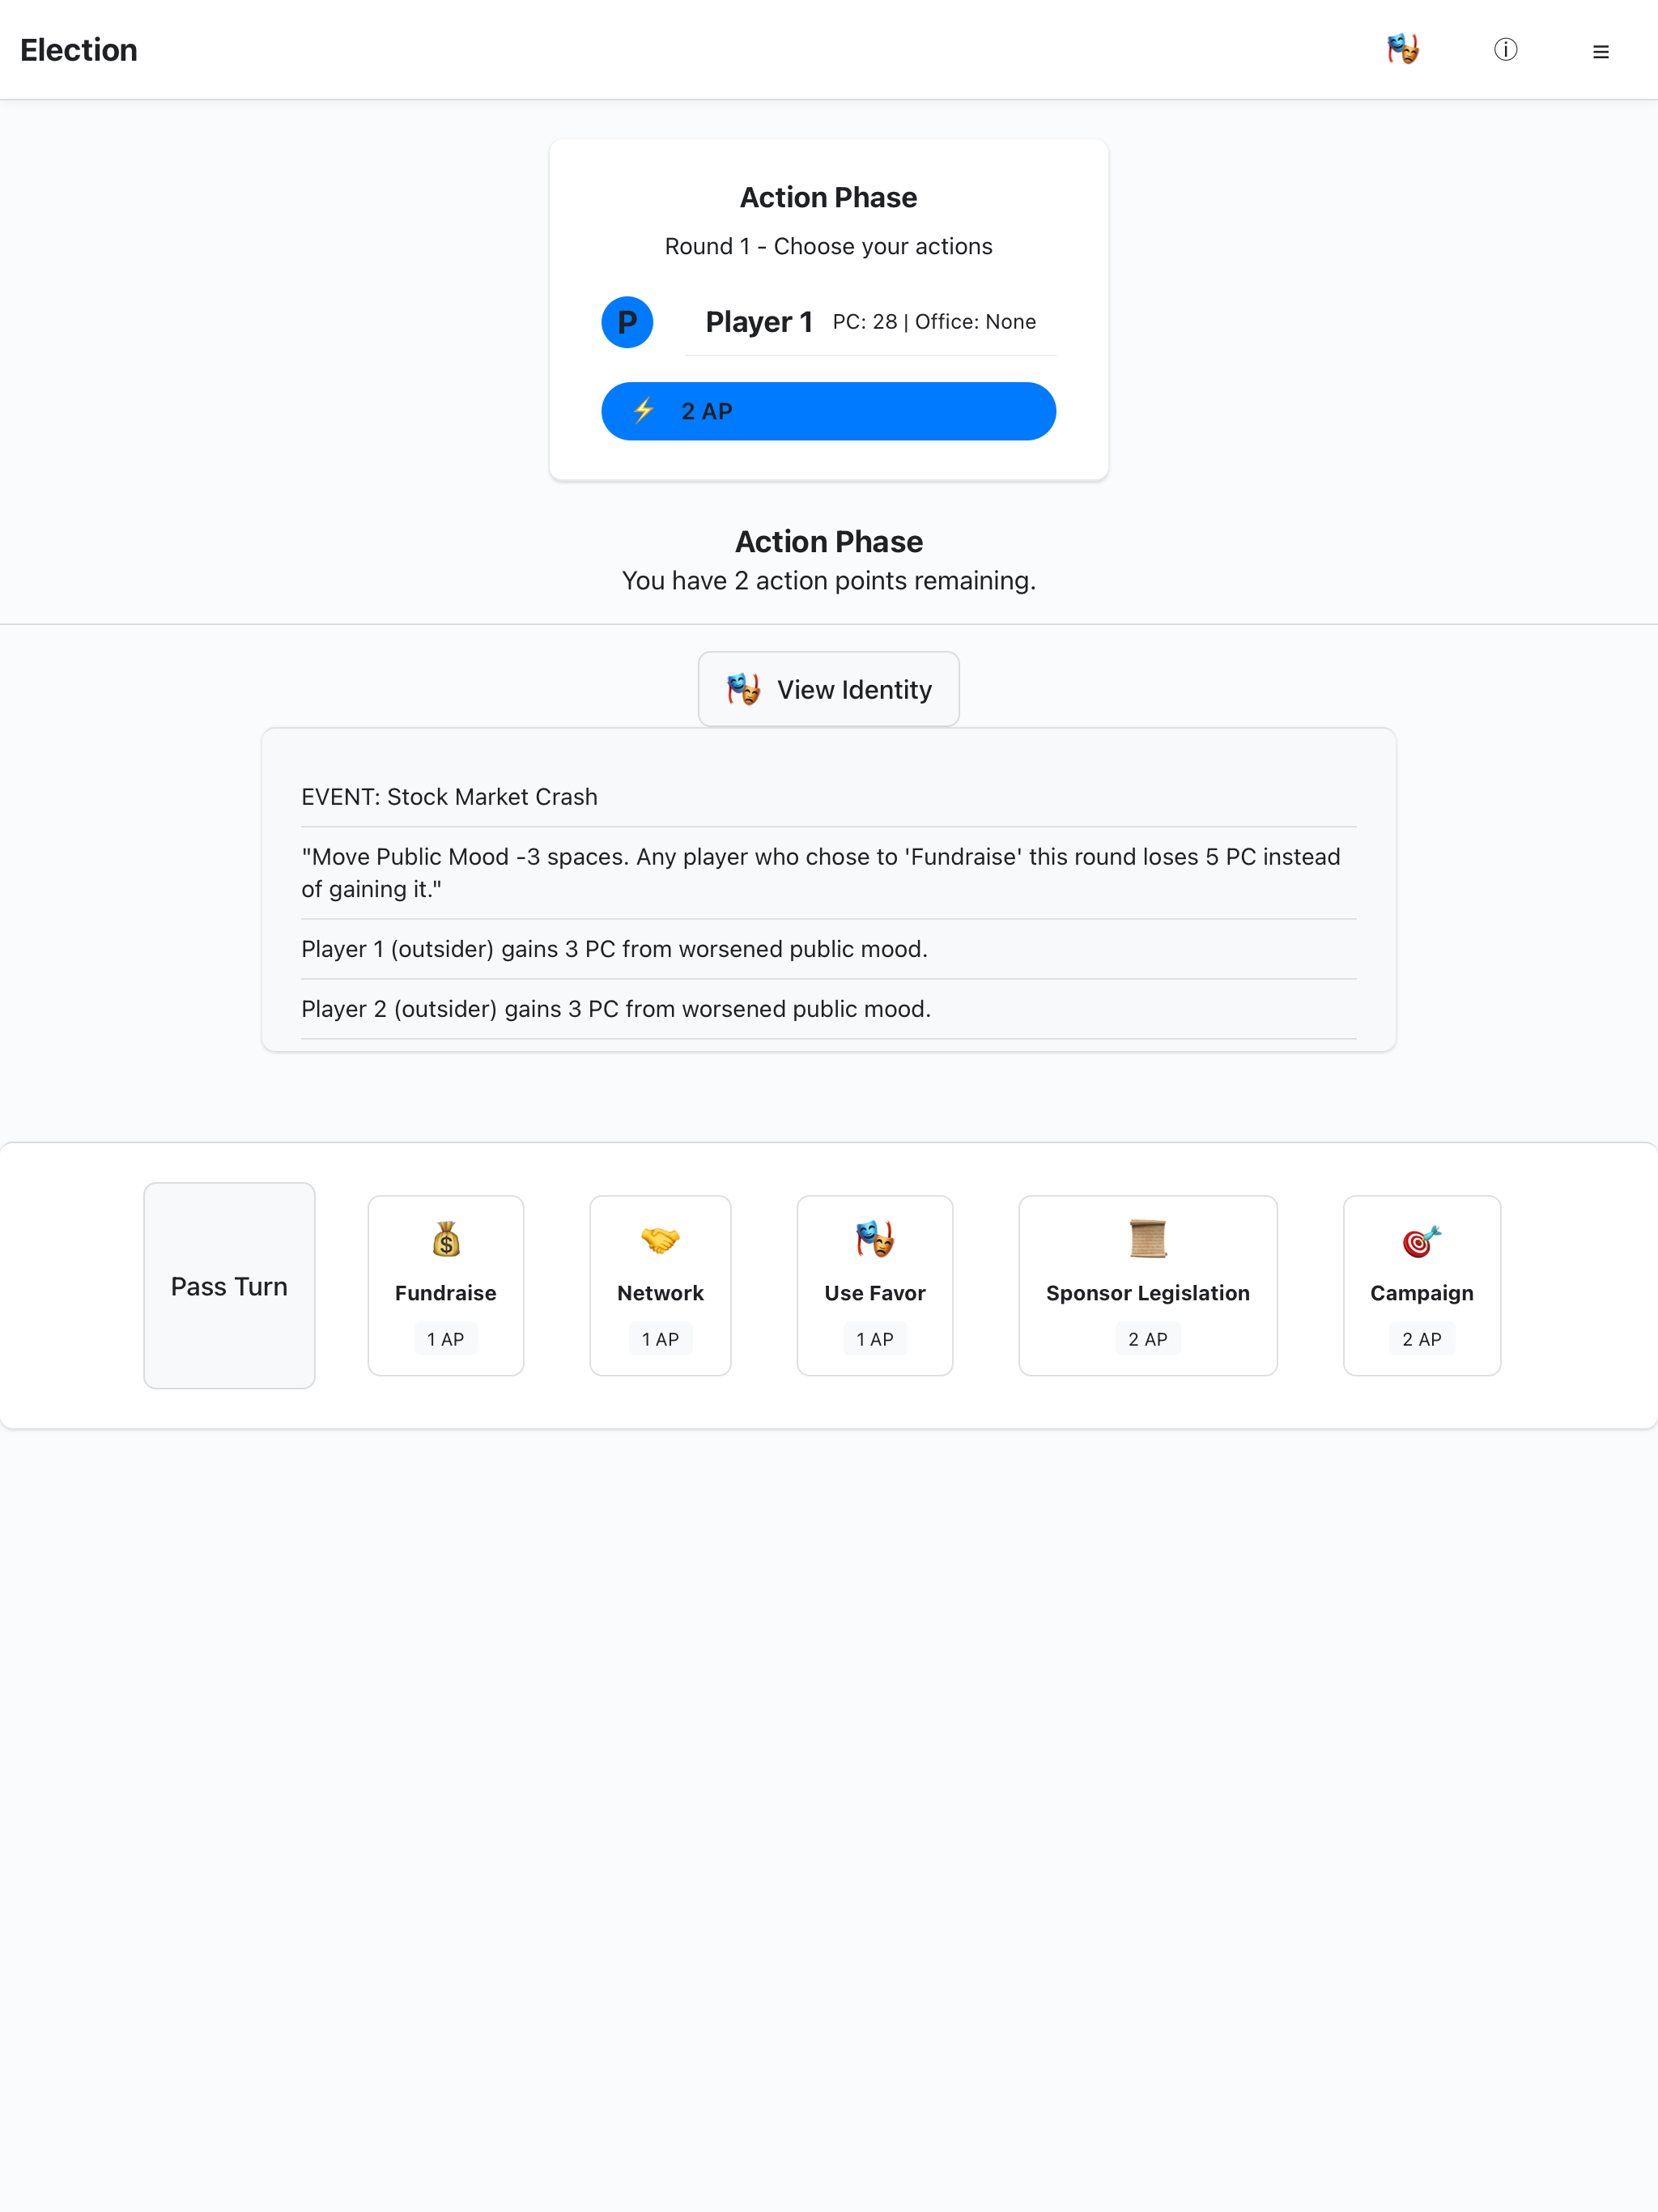 Election
ⓘ
≡
Action Phase
Round 1 - Choose your actions
P
Player 1 PC: 28 | Office: None
⚡ 2 AP
Action Phase
You have 2 action points remaining.
View Identity
EVENT: Stock Market Crash
"Move Public Mood -3 spaces. Any player who chose to 'Fundraise' this round loses 5 PC instead
of gaining it."
Player 1 (outsider) gains 3 PC from worsened public mood.
Player 2 (outsider) gains 3 PC from worsened public mood.
Pass Turn
Fundraise
1 AP
Network
1 AP
Use Favor
1 AP
Sponsor Legislation
2 AP
Campaign
2 AP